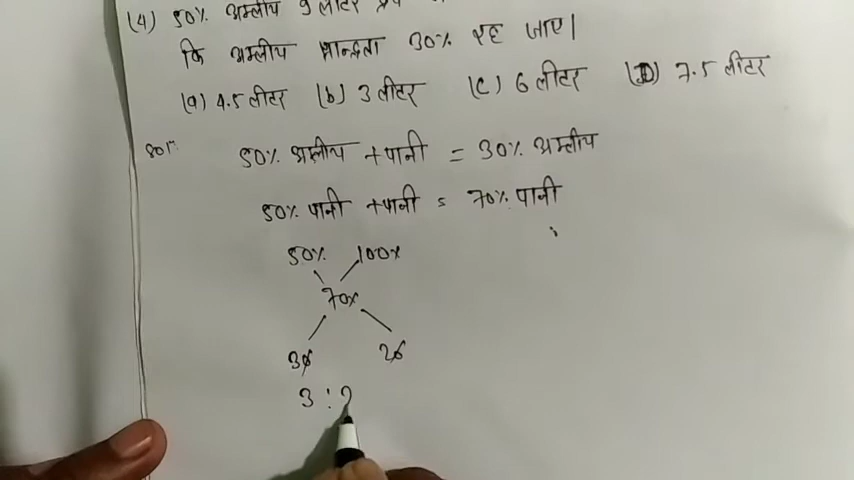 (4) 50% अम्लीय 9 लीटर
कि अम्लीय सान्द्रता 30% रह जाए।
(a) 4.5 लीटर (b) 3 लीटर (c) 6 लीटर (D) 7.5 लीटर
Sol:
50% अम्लीय + पानी = 30% अम्लीय
50% पानी + पानी = 70% पानी
50% 100%
70%
30 20
3 : 2